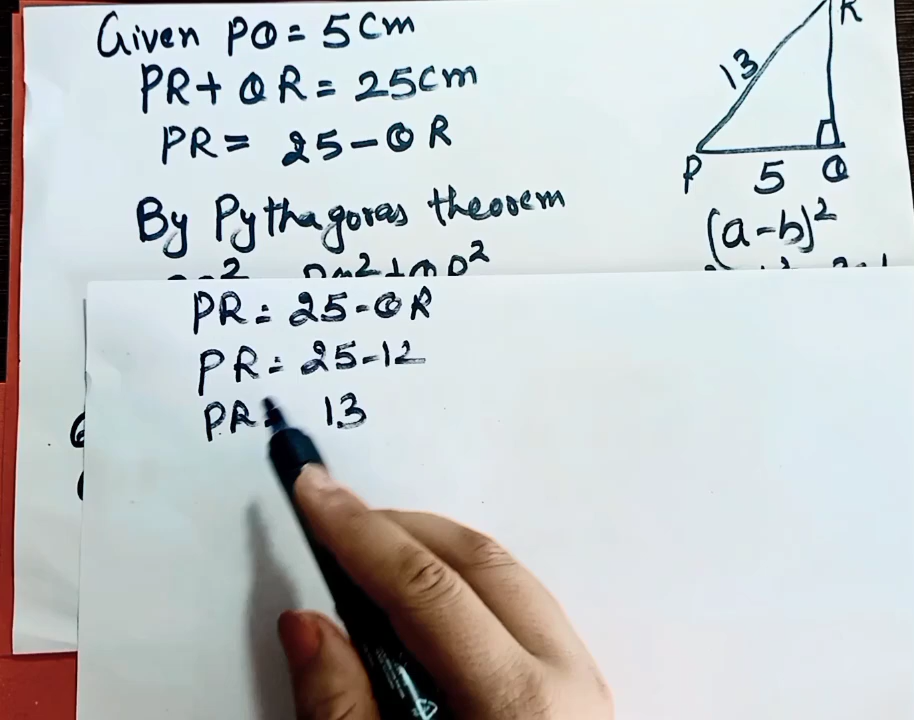 Given PQ = 5cm
PR + QR = 25cm
PR = 25 - QR
By Pythagoras theorem
R
13
P 5 Q
(a-b)²
PR = 25 - QR
PR = 25 - 12
PR = 13